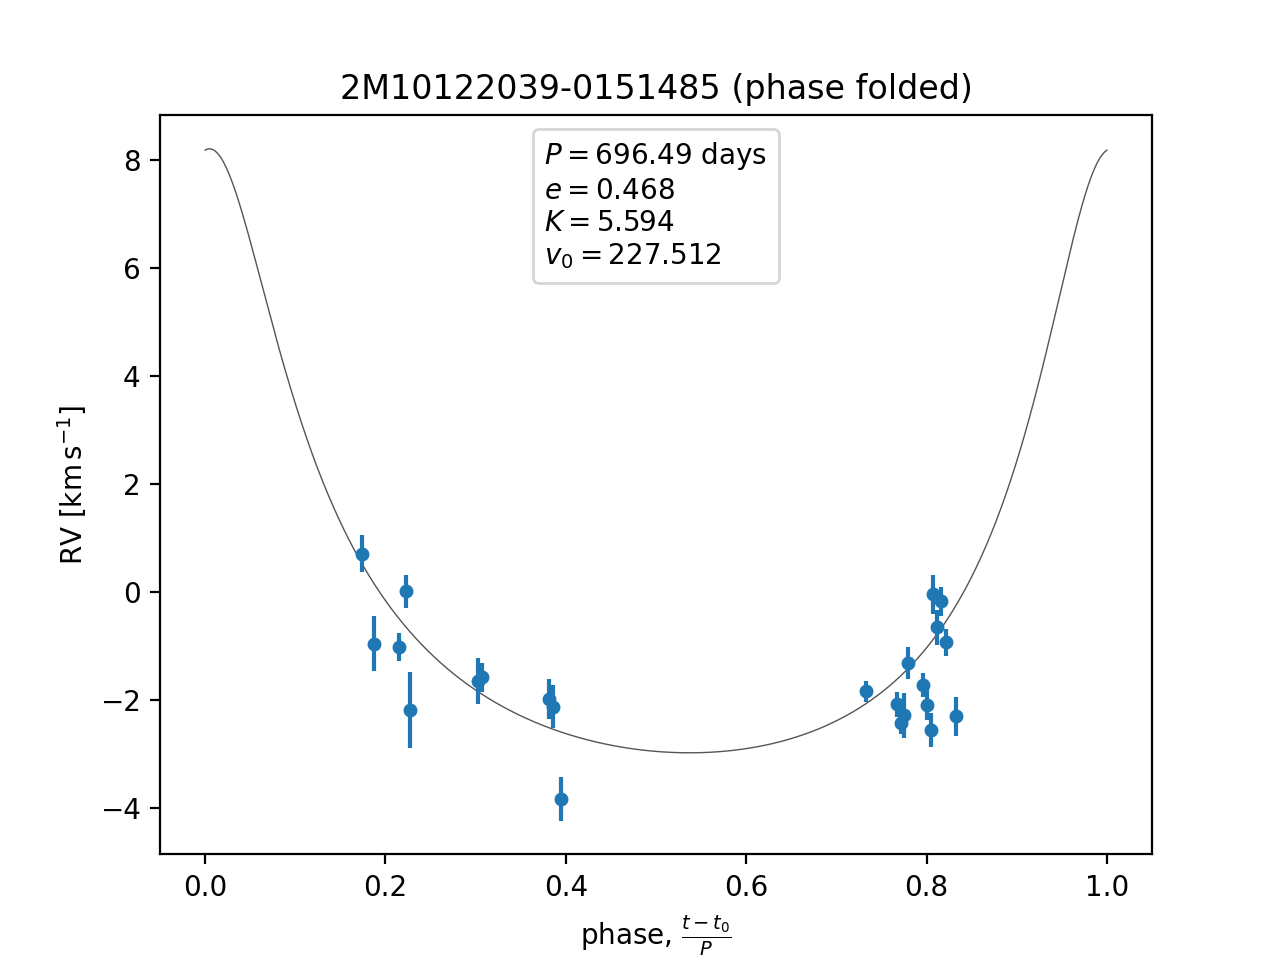 2M10122039-0151485 (phase folded)
P = 696.49 days
e = 0.468
K = 5.594
v₀ = 227.512
RV [km s⁻¹]
8
6
4
2
0
−2
−4
0.0 0.2 0.4 0.6 0.8 1.0
phase, (t − t₀)/P